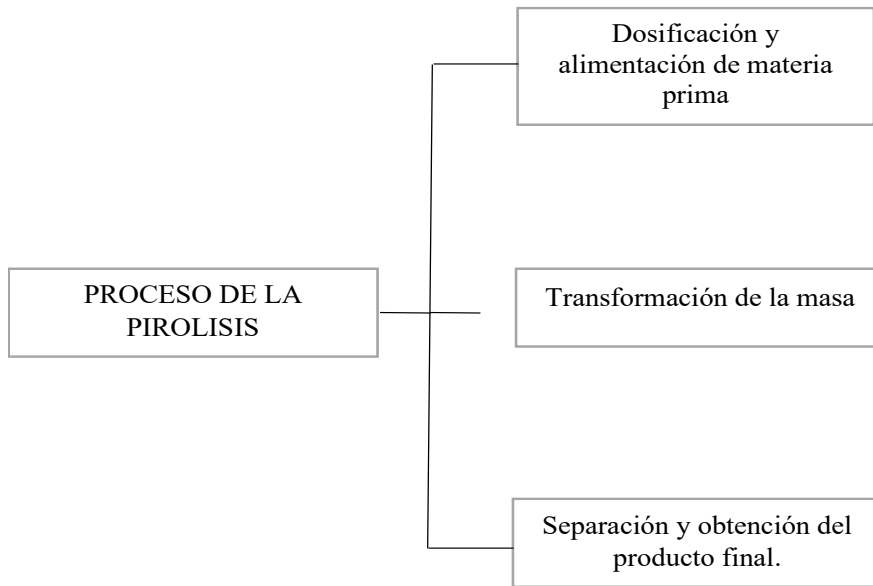 Dosificación y
alimentación de materia
prima
PROCESO DE LA
PIROLISIS
Transformación de la masa
Separación y obtención del
producto final.